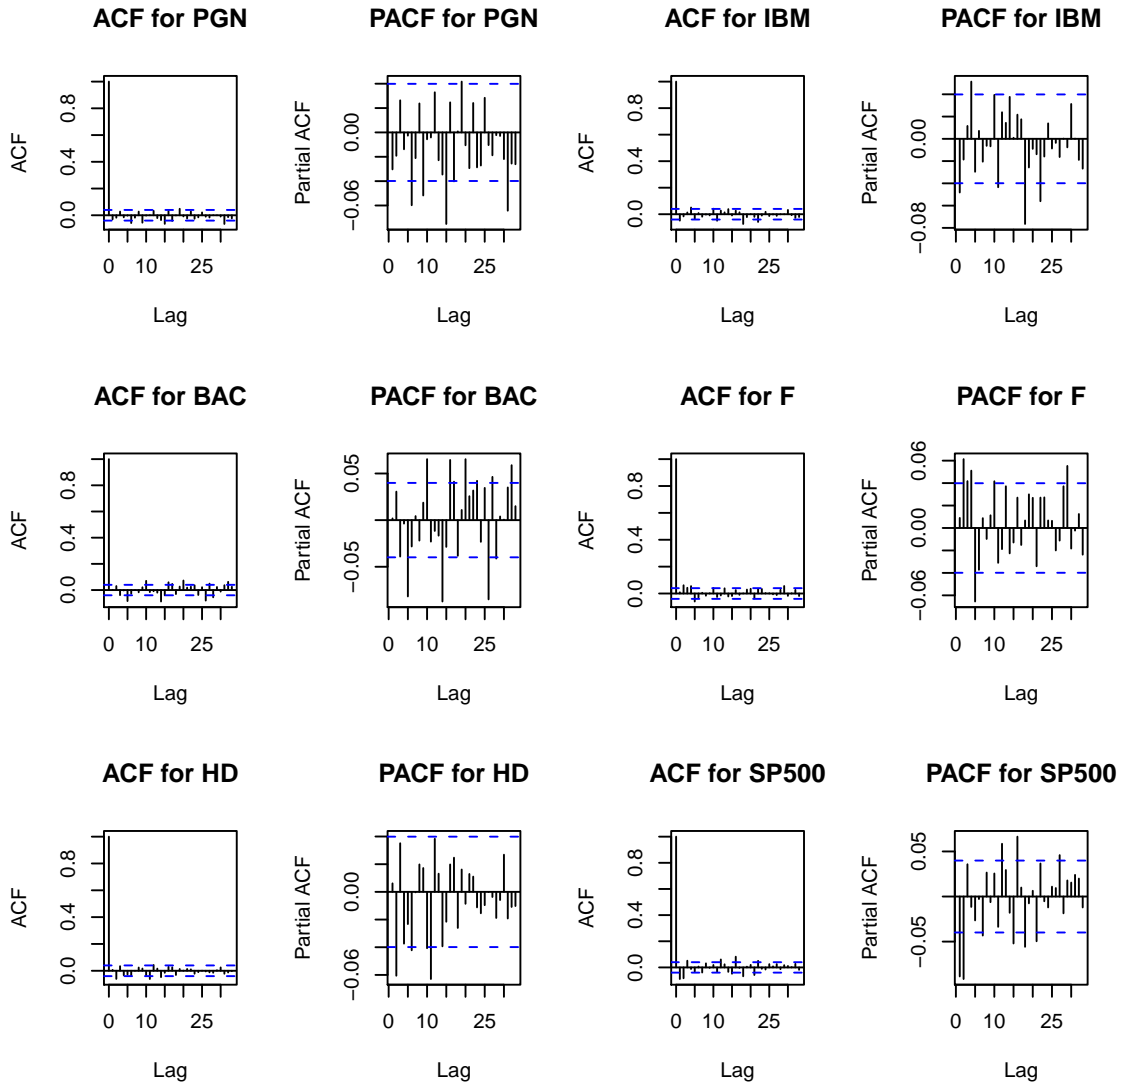 ACF for PGN
ACF
0.0 0.4 0.8
0 10 25
Lag
PACF for PGN
Partial ACF
−0.06 0.00
0 10 25
Lag
ACF for IBM
ACF
0.0 0.4 0.8
0 10 25
Lag
PACF for IBM
Partial ACF
−0.08 0.00
0 10 25
Lag
ACF for BAC
ACF
0.0 0.4 0.8
0 10 25
Lag
PACF for BAC
Partial ACF
−0.05 0.05
0 10 25
Lag
ACF for F
ACF
0.0 0.4 0.8
0 10 25
Lag
PACF for F
Partial ACF
−0.06 0.00 0.06
0 10 25
Lag
ACF for HD
ACF
0.0 0.4 0.8
0 10 25
Lag
PACF for HD
Partial ACF
−0.06 0.00
0 10 25
Lag
ACF for SP500
ACF
0.0 0.4 0.8
0 10 25
Lag
PACF for SP500
Partial ACF
−0.05 0.05
0 10 25
Lag